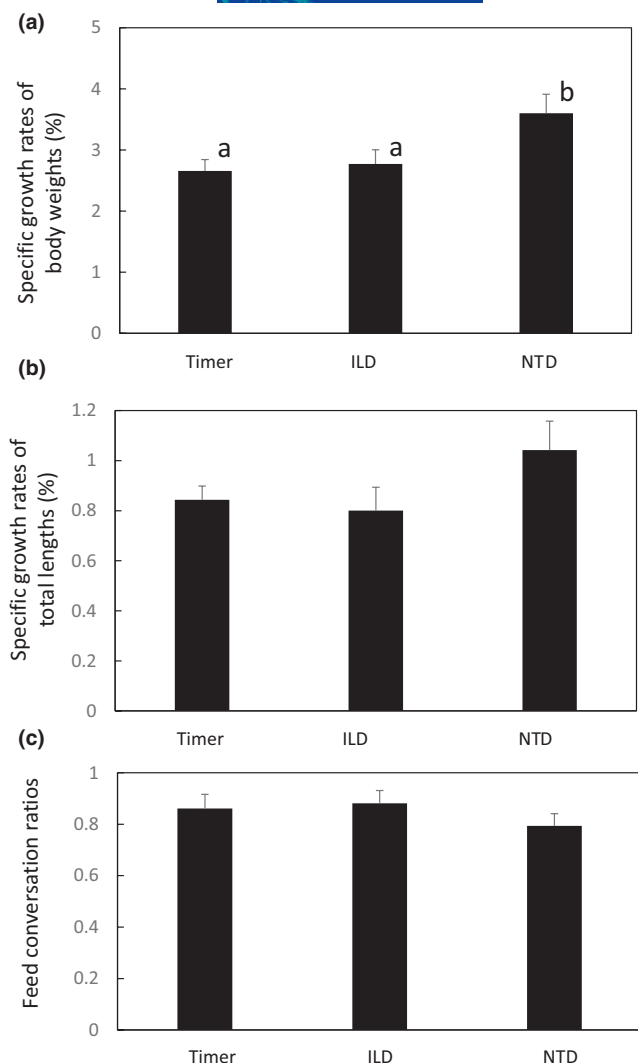 (a)
Specific growth rates of
body weights (%)
5
4
3
2
1
0
a
a
b
Timer
ILD
NTD
(b)
Specific growth rates of
total lengths (%)
1.2
1
0.8
0.6
0.4
0.2
0
Timer
ILD
NTD
(c)
Feed conversation ratios
1
0.8
0.6
0.4
0.2
0
Timer
ILD
NTD